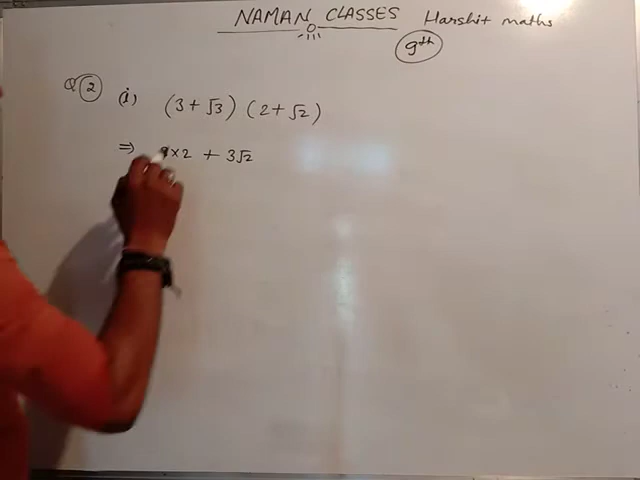 NAMAN CLASSES Harshit maths
9th
Q 2 (i) (3 + √3) (2 + √2)
⇒ × 2 + 3√2